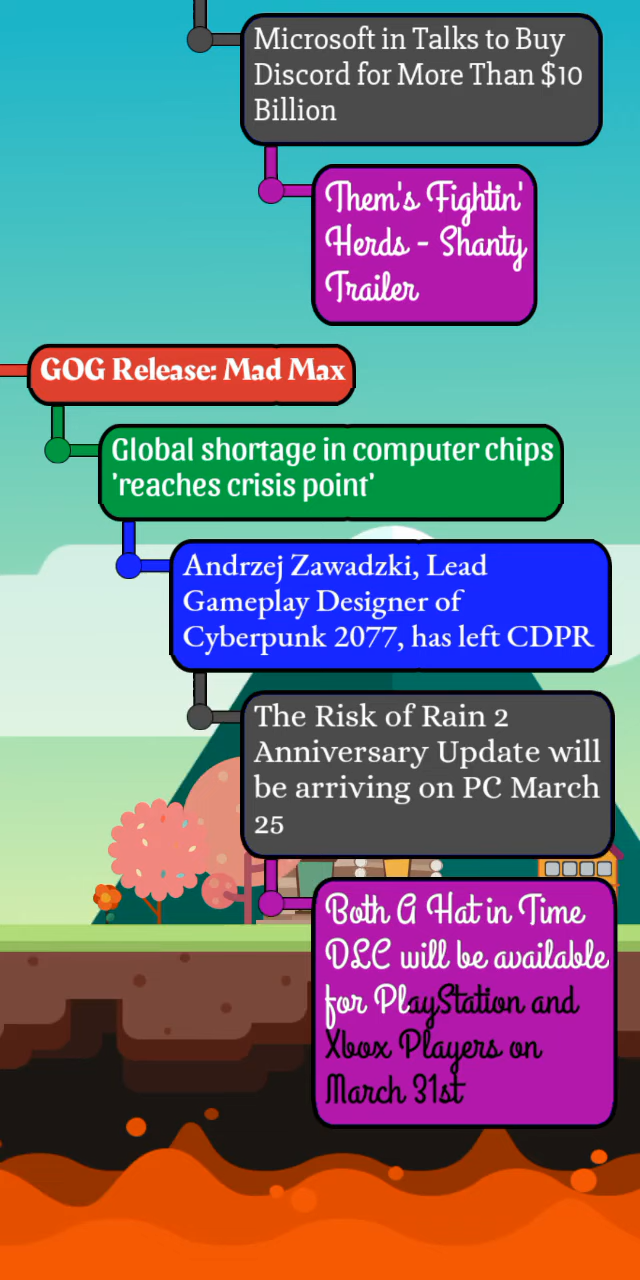 Microsoft in Talks to Buy
Discord for More Than $10
Billion
Them's Fightin'
Herds - Shanty
Trailer
GOG Release: Mad Max
Global shortage in computer chips
'reaches crisis point'
Andrzej Zawadzki, Lead
Gameplay Designer of
Cyberpunk 2077, has left CDPR
The Risk of Rain 2
Anniversary Update will
be arriving on PC March
25
Both A Hat in Time
DLC will be available
for PlayStation and
Xbox Players on
March 31st